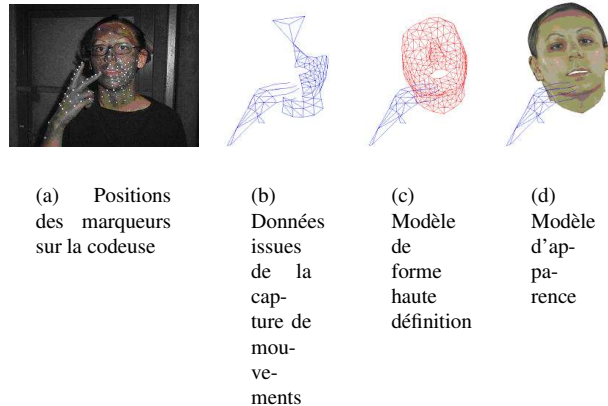 (a) Positions
des marqueurs
sur la codeuse
(b)
Données
issues
de la
cap-
ture de
mou-
ve-
ments
(c)
Modèle
de
forme
haute
définition
(d)
Modèle
d'ap-
pa-
rence